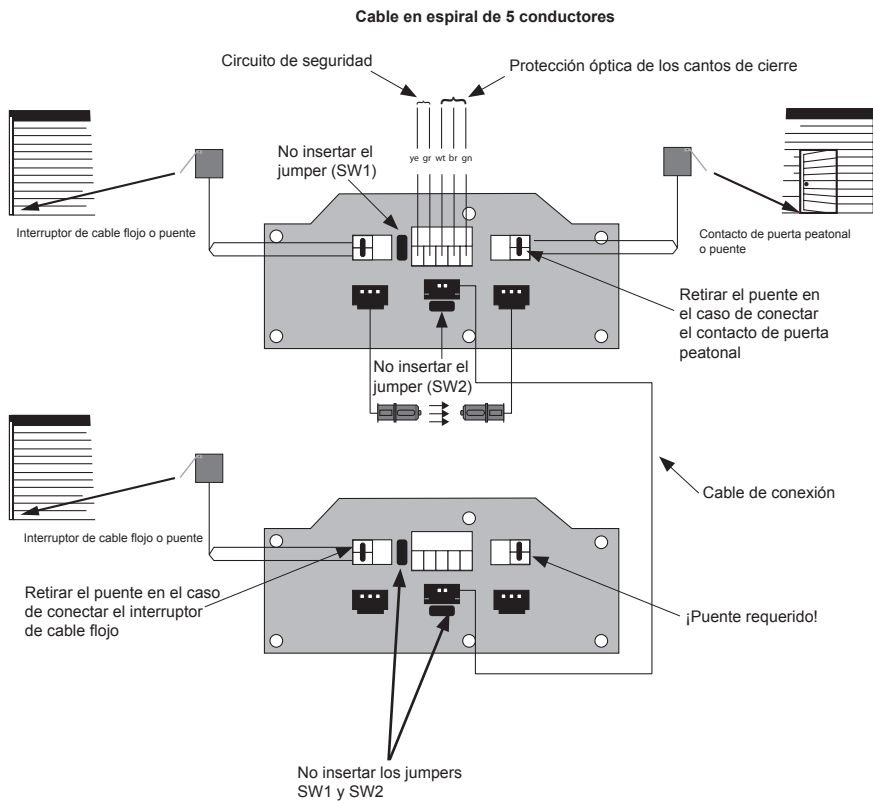 Cable en espiral de 5 conductores
Circuito de seguridad
Protección óptica de los cantos de cierre
No insertar el
jumper (SW1)
ye gr wt br gn
Interruptor de cable flojo o puente
Contacto de puerta peatonal
o puente
Retirar el puente en
el caso de conectar
el contacto de puerta
peatonal
No insertar el
jumper (SW2)
Cable de conexión
Interruptor de cable flojo o puente
Retirar el puente en el caso
de conectar el interruptor
de cable flojo
¡Puente requerido!
No insertar los jumpers
SW1 y SW2